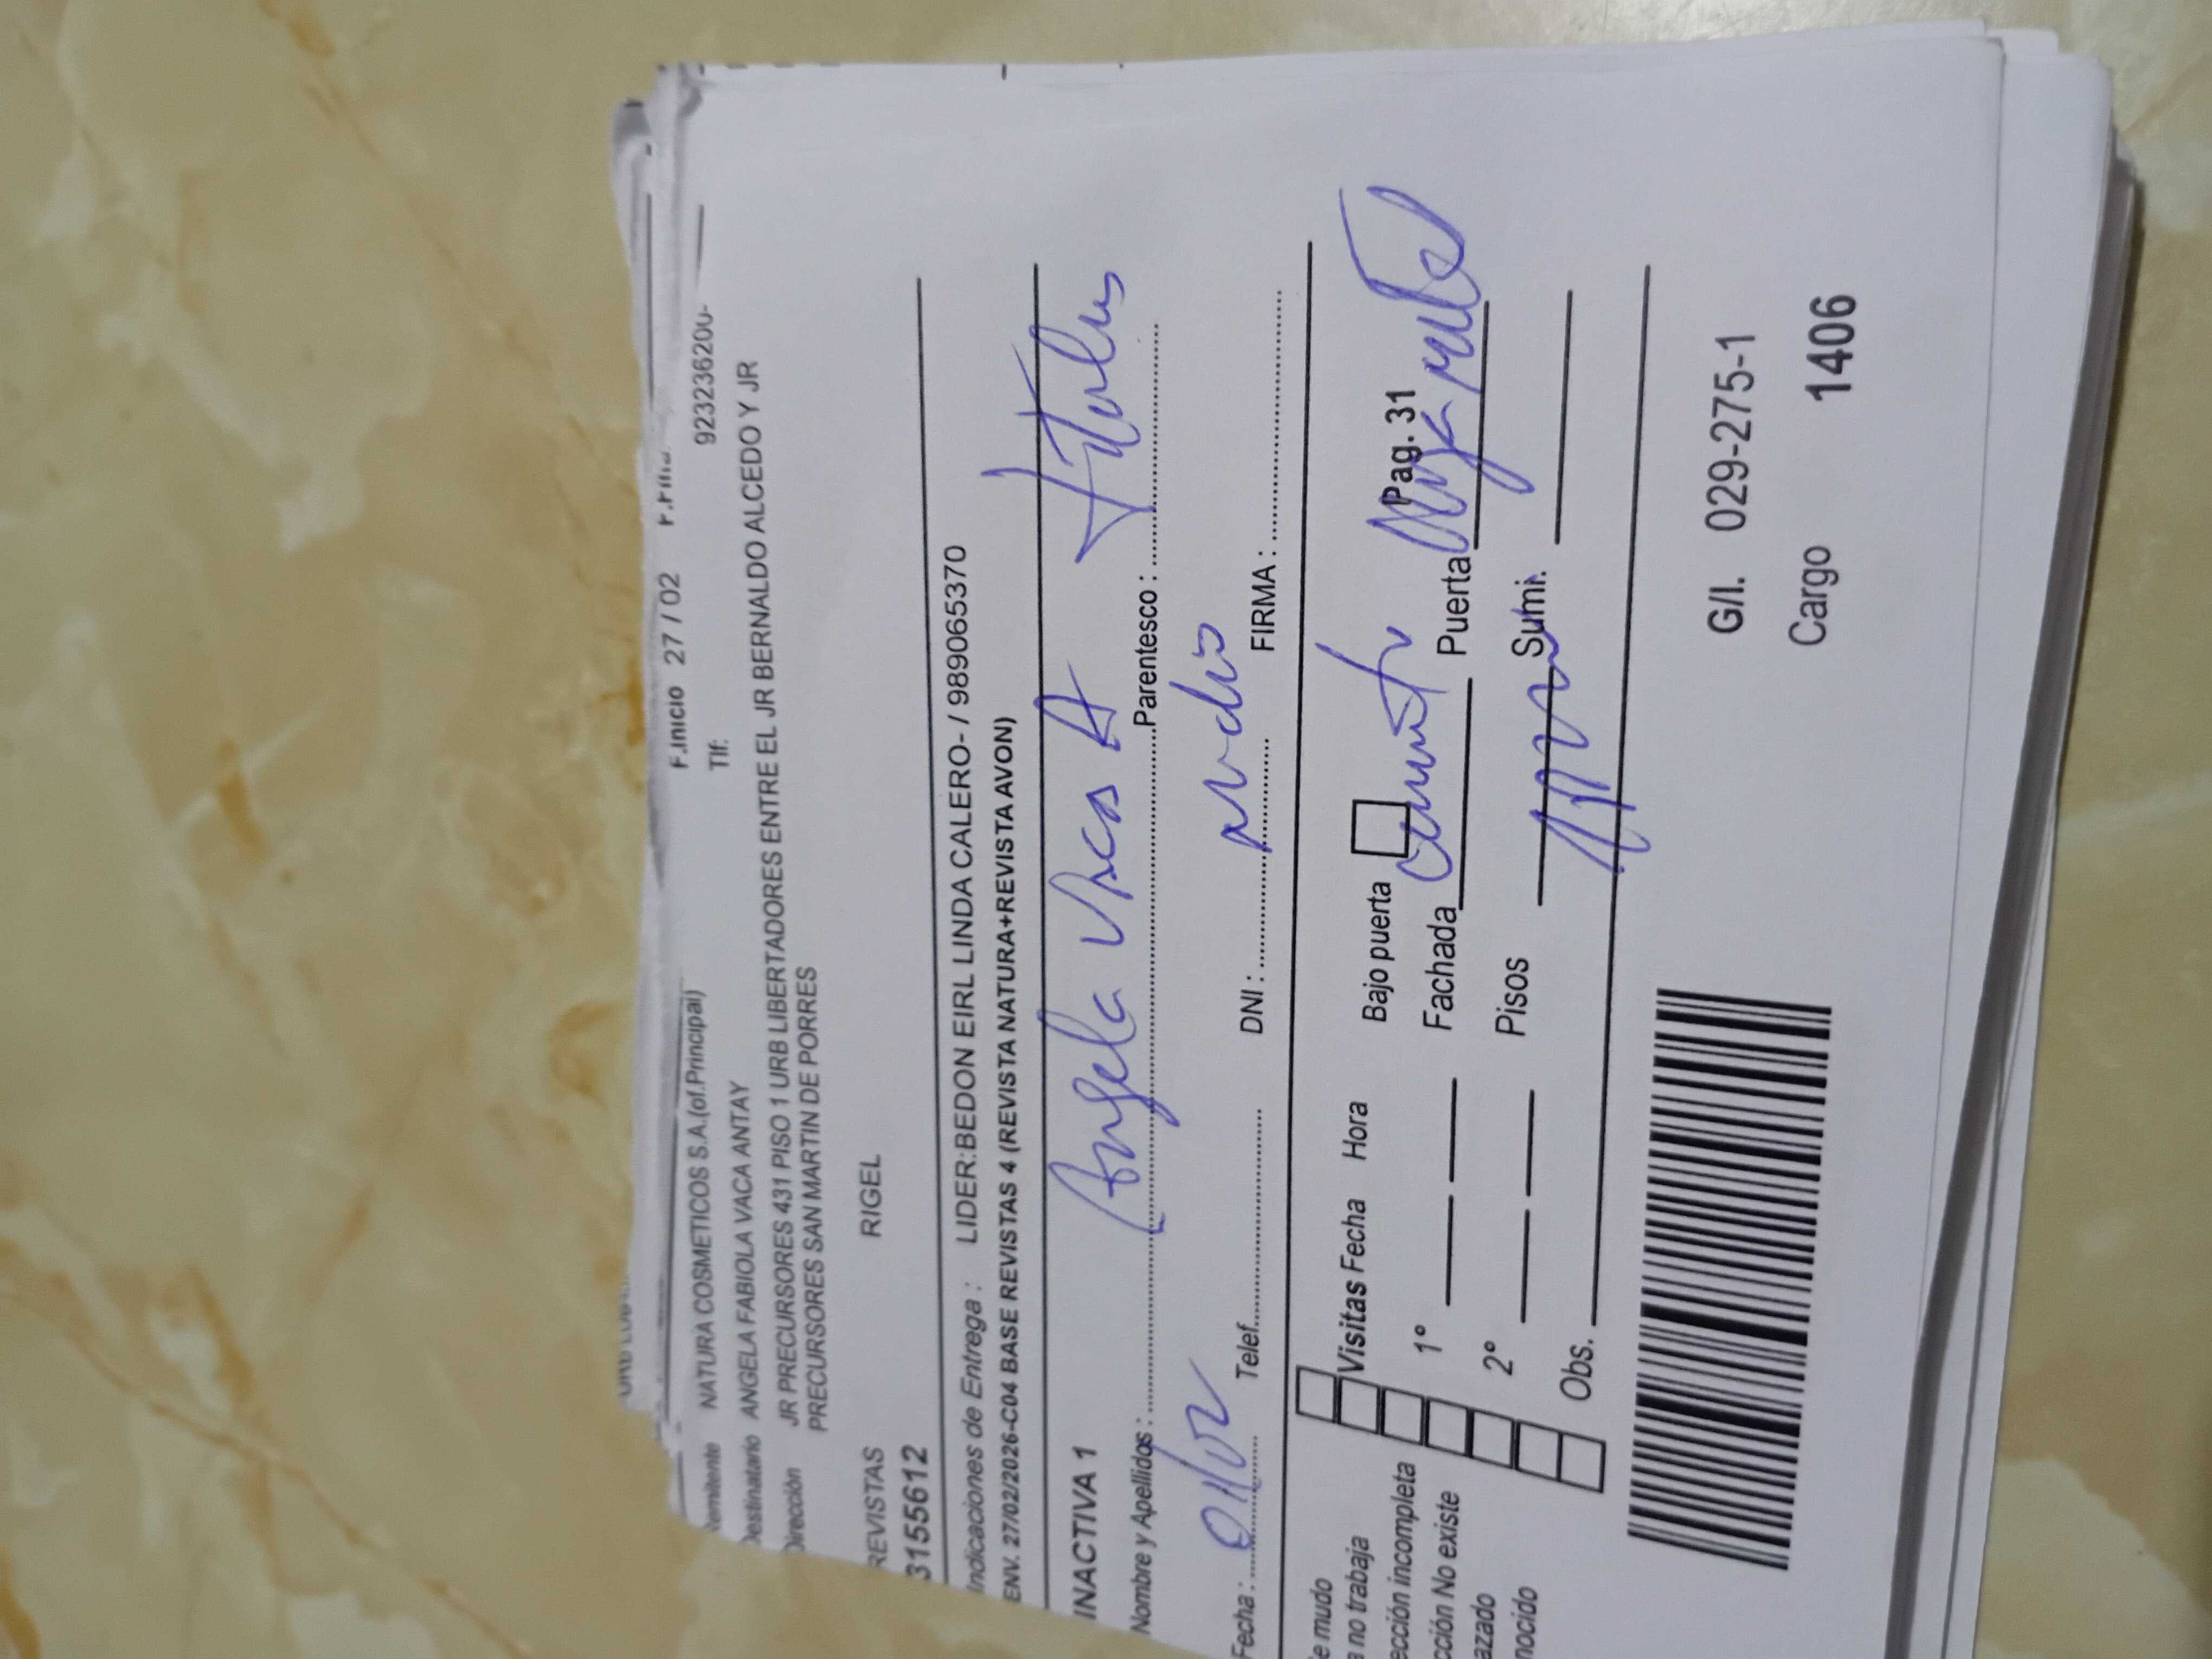 NATURA COSMETICOS S.A.(of.Principal) F.Inicio 27 / 02
Destinatario ANGELA FABIOLA VACA ANTAY Tlf: 923236200-
Dirección JR PRECURSORES 431 PISO 1 URB LIBERTADORES ENTRE EL JR BERNALDO ALCEDO Y JR
PRECURSORES SAN MARTIN DE PORRES
REVISTAS RIGEL
3155612
Indicaciones de Entrega : LIDER:BEDON EIRL LINDA CALERO- / 989065370
ENV. 27/02/2026-C04 BASE REVISTAS 4 (REVISTA NATURA+REVISTA AVON)
INACTIVA 1
Nombre y Apellidos : Angela Vaca A Parentesco : titular
Fecha : Telef. DNI : FIRMA :
e mudo
a no trabaja
ección incompleta
cción No existe
azado
nocido
Visitas Fecha Hora Bajo puerta
1° Fachada Puerta Pag. 31
2° Pisos Sumi.
Obs.
G/I. 029-275-1
Cargo 1406